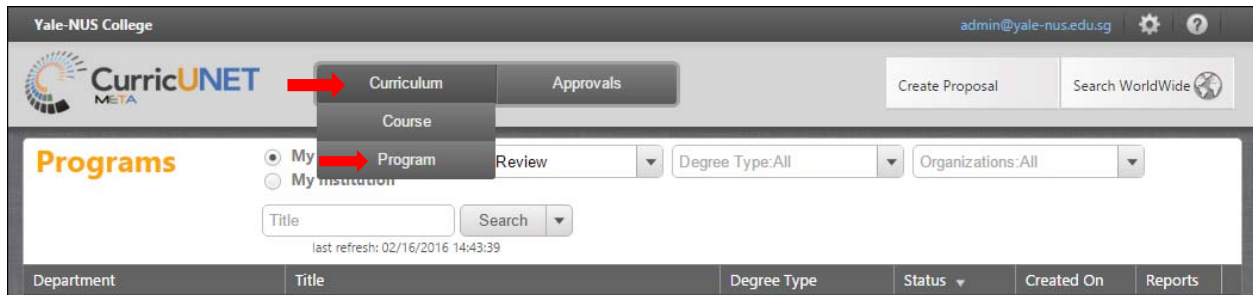 Yale-NUS College admin@yale-nus.edu.sg ?
CurricUNET Curriculum Approvals Create Proposal Search WorldWide
META
Course
Programs My Program Review Degree Type:All Organizations:All
My Institution
Title Search
last refresh: 02/16/2016 14:43:39
Department Title Degree Type Status Created On Reports